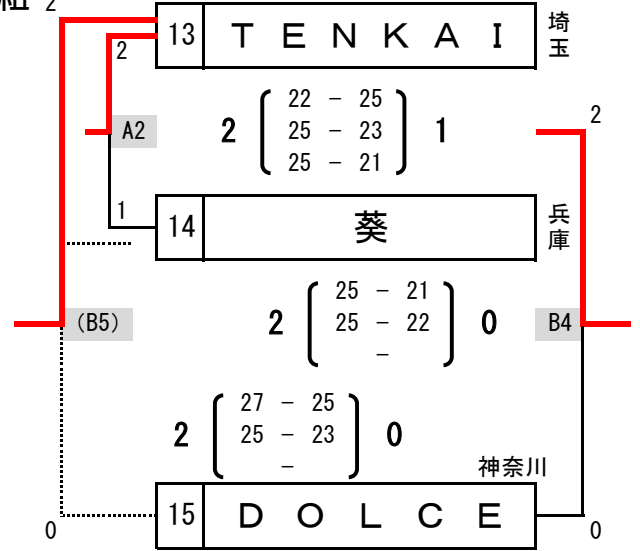 組 2
13 TENKAI 埼玉
2
A2
2 22 - 25 1
25 - 23
25 - 21
2
1
14 葵 兵庫
(B5)
2 25 - 21 0
25 - 22
-
B4
2 27 - 25 0
25 - 23
-
神奈川
15 DOLCE
0
0